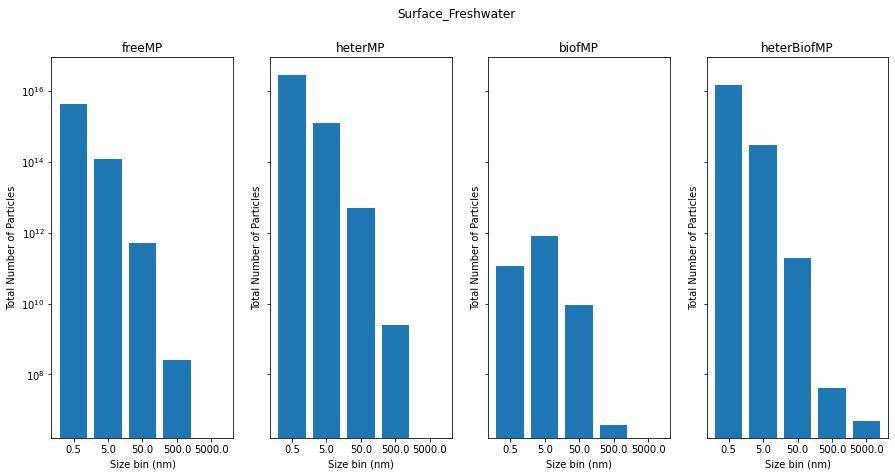 Surface_Freshwater
freeMP
heterMP
biofMP
heterBiofMP
Total Number of Particles
10^16
10^14
10^12
10^10
10^8
0.5 5.0 50.0 500.0 5000.0
Size bin (nm)
Total Number of Particles
0.5 5.0 50.0 500.0 5000.0
Size bin (nm)
Total Number of Particles
0.5 5.0 50.0 500.0 5000.0
Size bin (nm)
Total Number of Particles
0.5 5.0 50.0 500.0 5000.0
Size bin (nm)